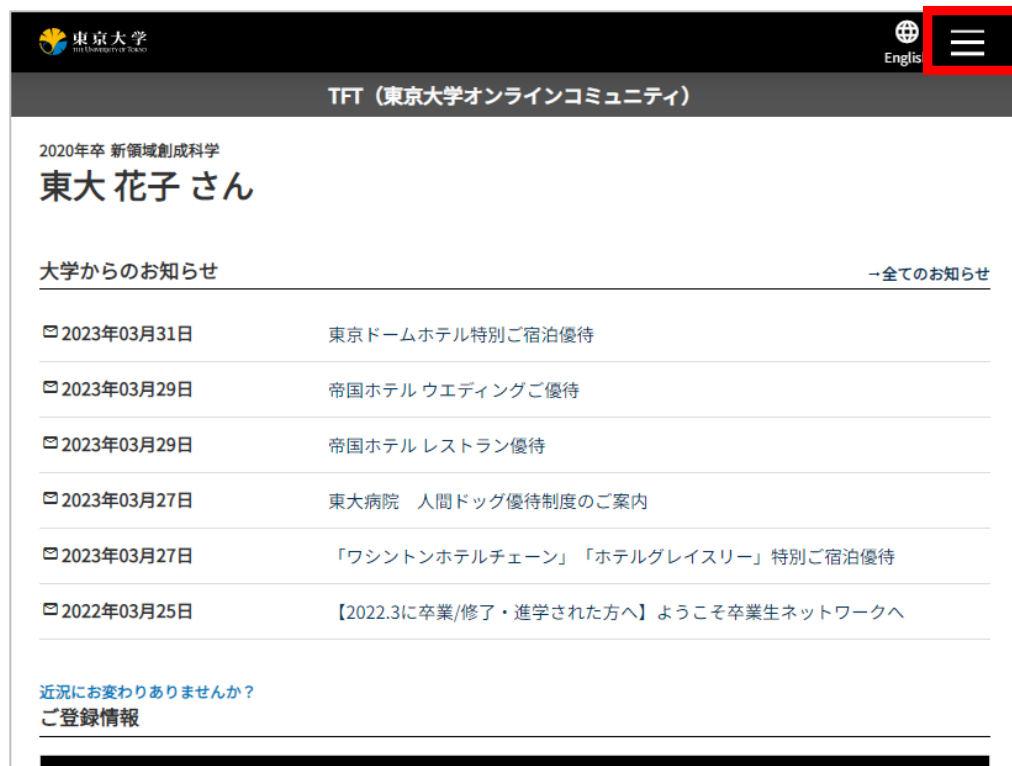 東京大学
THE UNIVERSITY OF TOKYO
English
TFT（東京大学オンラインコミュニティ）
2020年卒 新領域創成科学
東大 花子 さん
大学からのお知らせ
→全てのお知らせ
2023年03月31日 東京ドームホテル特別ご宿泊優待
2023年03月29日 帝国ホテル ウエディングご優待
2023年03月29日 帝国ホテル レストラン優待
2023年03月27日 東大病院　人間ドッグ優待制度のご案内
2023年03月27日 「ワシントンホテルチェーン」「ホテルグレイスリー」特別ご宿泊優待
2022年03月25日 【2022.3に卒業/修了・進学された方へ】ようこそ卒業生ネットワークへ
近況にお変わりありませんか？
ご登録情報